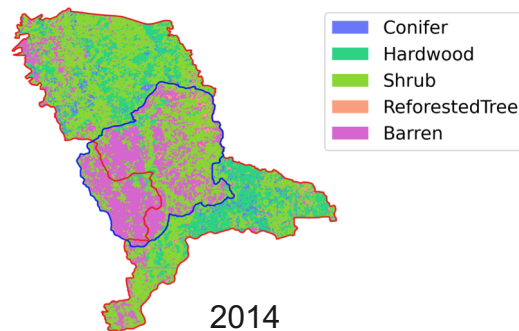 Conifer
Hardwood
Shrub
ReforestedTree
Barren
2014